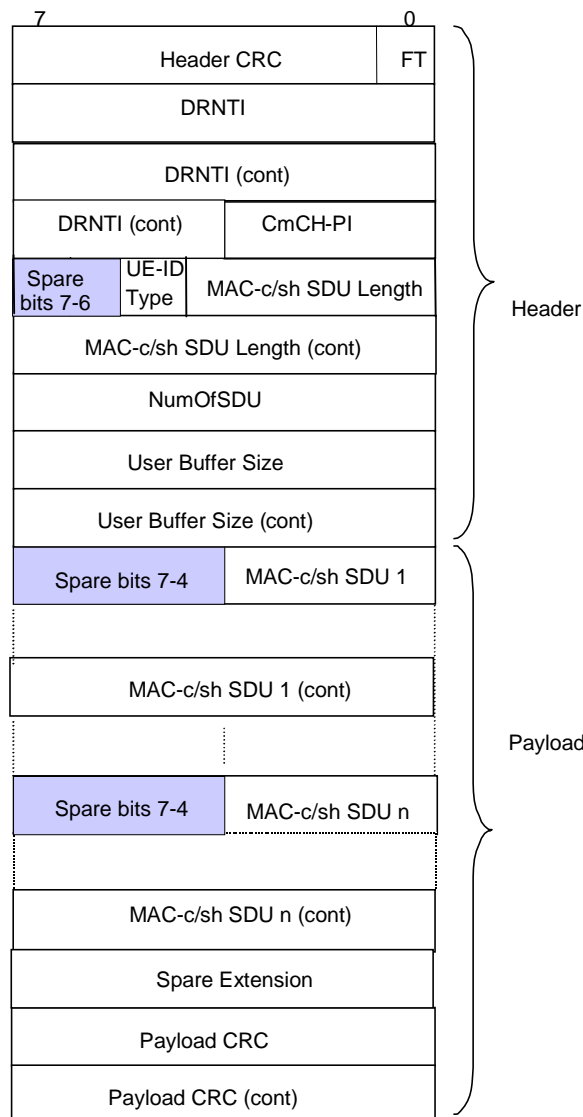 7 0
Header CRC FT
DRNTI
DRNTI (cont)
DRNTI (cont) CmCH-PI
Spare bits 7-6 UE-ID Type MAC-c/sh SDU Length
MAC-c/sh SDU Length (cont)
NumOfSDU
User Buffer Size
User Buffer Size (cont)
Header
Spare bits 7-4 MAC-c/sh SDU 1
MAC-c/sh SDU 1 (cont)
Payload
Spare bits 7-4 MAC-c/sh SDU n
MAC-c/sh SDU n (cont)
Spare Extension
Payload CRC
Payload CRC (cont)